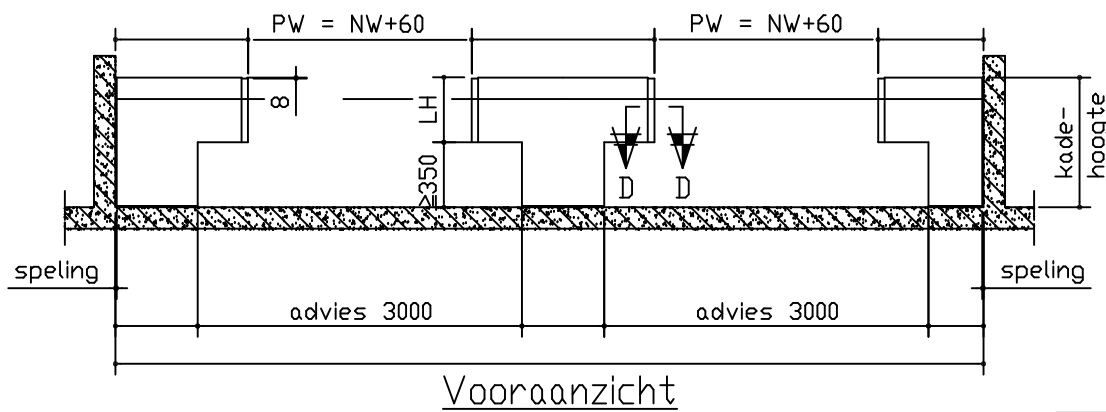 PW = NW+60
PW = NW+60
8
LH
≥350
D D
kade-
hoogte
speling
speling
advies 3000
advies 3000
Vooraanzicht